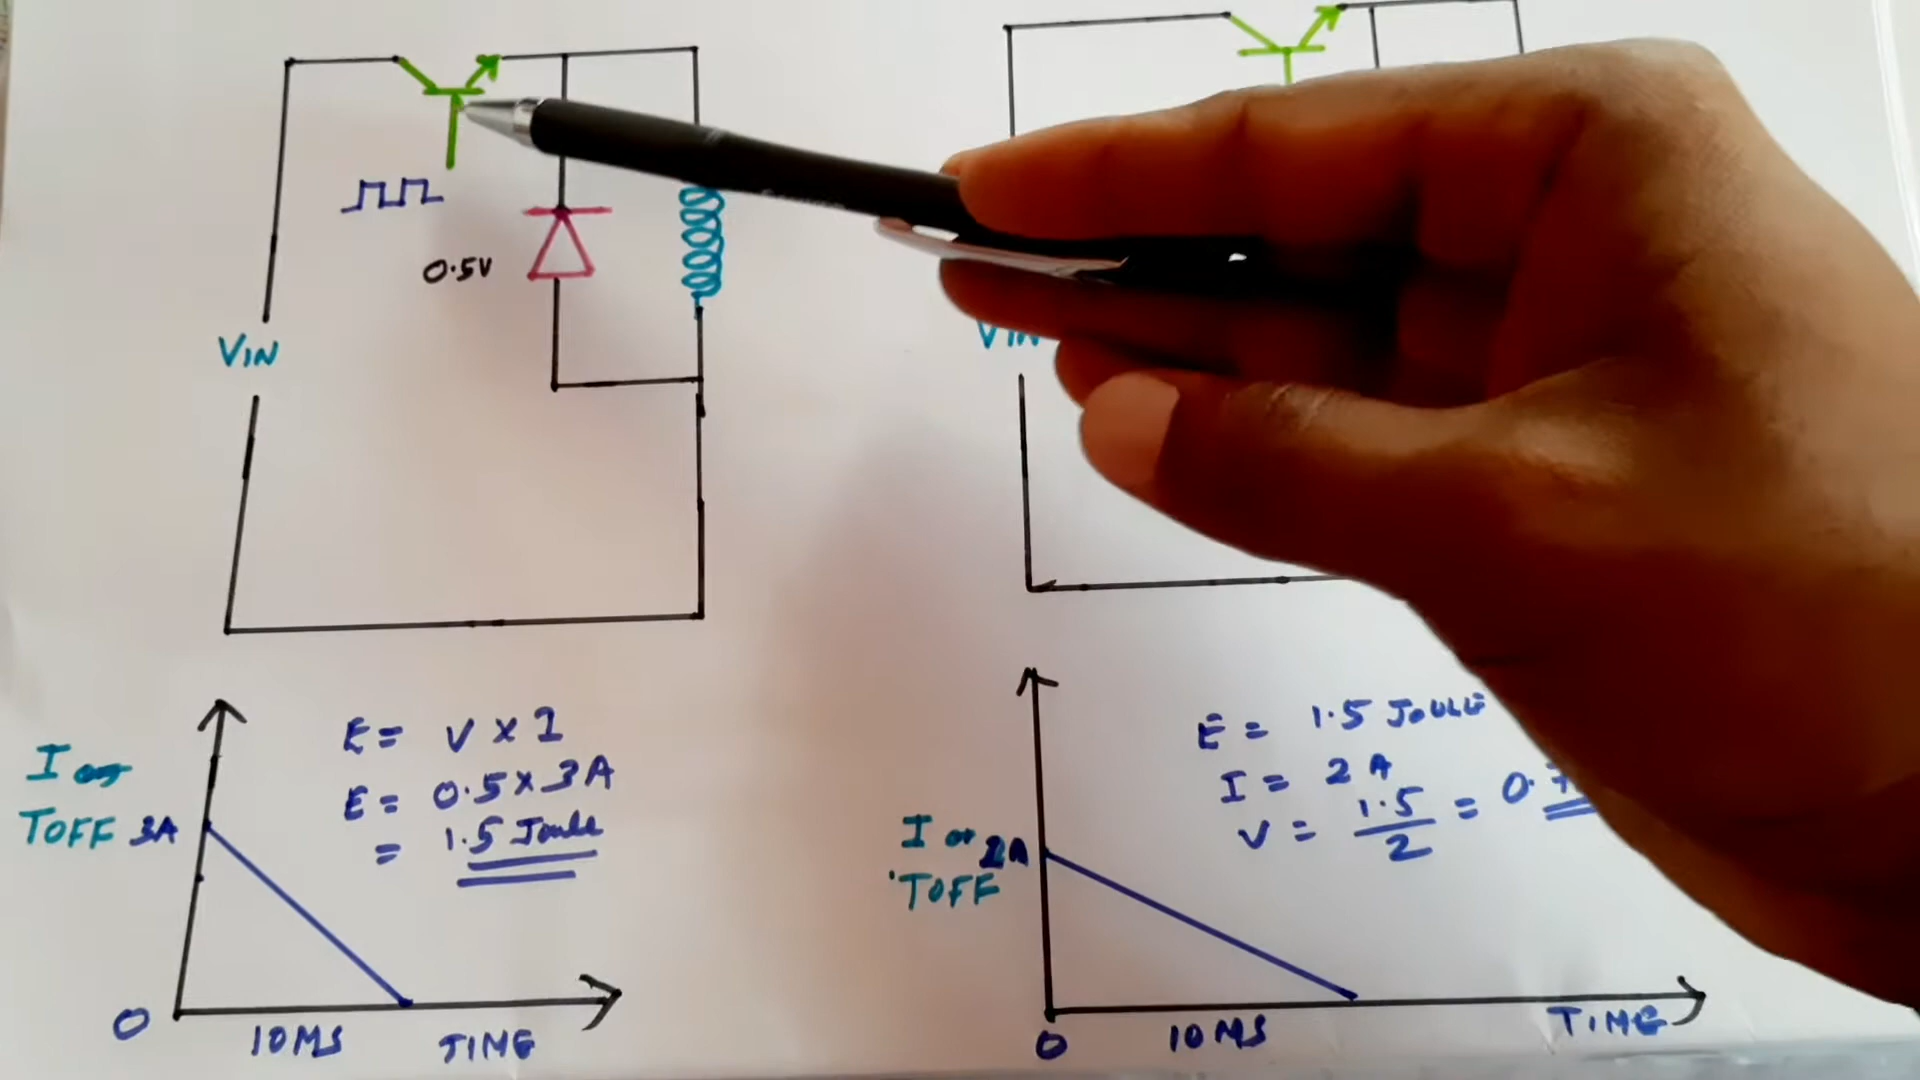 0.5V
VIN
VIN
I
TOFF 3A
E = V x I
E = 0.5 x 3A
= 1.5 Joule
0
10MS
TIME
E = 1.5 JOULE
I = 2A
V = 1.5/2 = 0.7
I
2A
TOFF
0
10MS
TIME